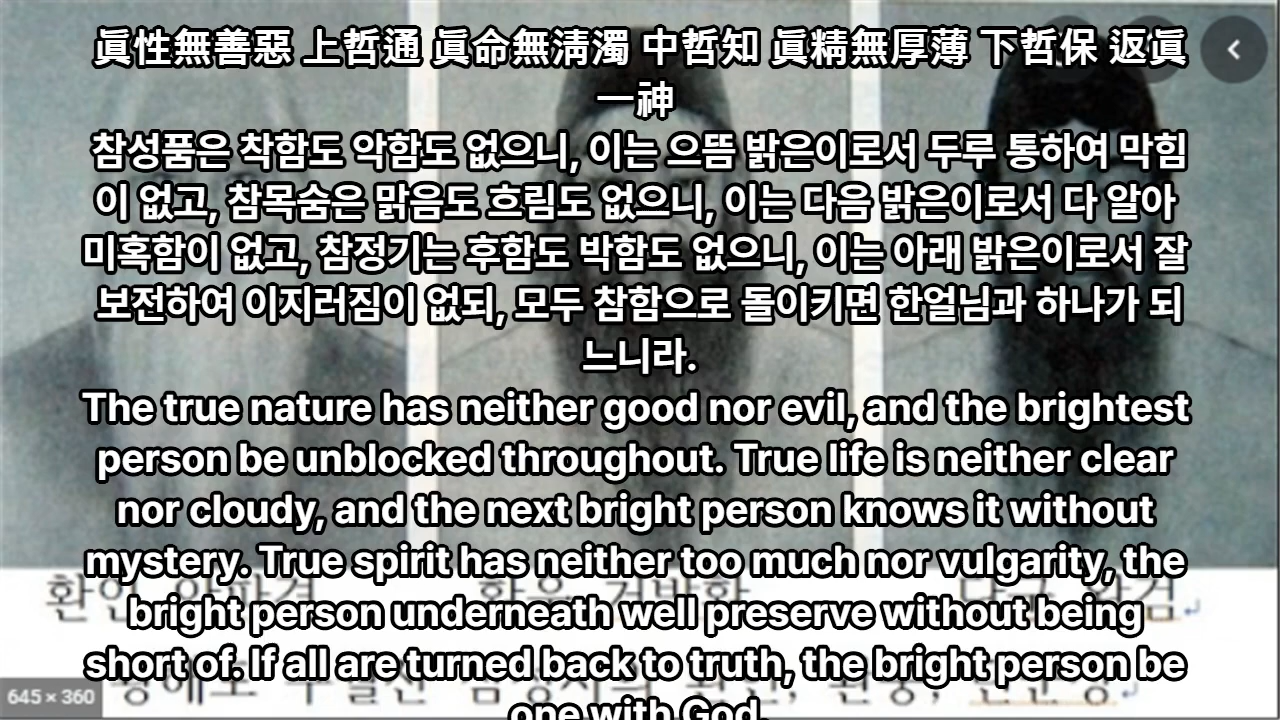 眞性無善惡 上哲通 眞命無淸濁 中哲知 眞精無厚薄 下哲保 返眞
一神
참성품은 착함도 악함도 없으니, 이는 으뜸 밝은이로서 두루 통하여 막힘
이 없고, 참목숨은 맑음도 흐림도 없으니, 이는 다음 밝은이로서 다 알아
미혹함이 없고, 참정기는 후함도 박함도 없으니, 이는 아래 밝은이로서 잘
보전하여 이지러짐이 없되, 모두 참함으로 돌이키면 한얼님과 하나가 되
느니라.
The true nature has neither good nor evil, and the brightest
person be unblocked throughout. True life is neither clear
nor cloudy, and the next bright person knows it without
mystery. True spirit has neither too much nor vulgarity, the
bright person underneath well preserve without being
short of. If all are turned back to truth, the bright person be
one with God.
645 × 360